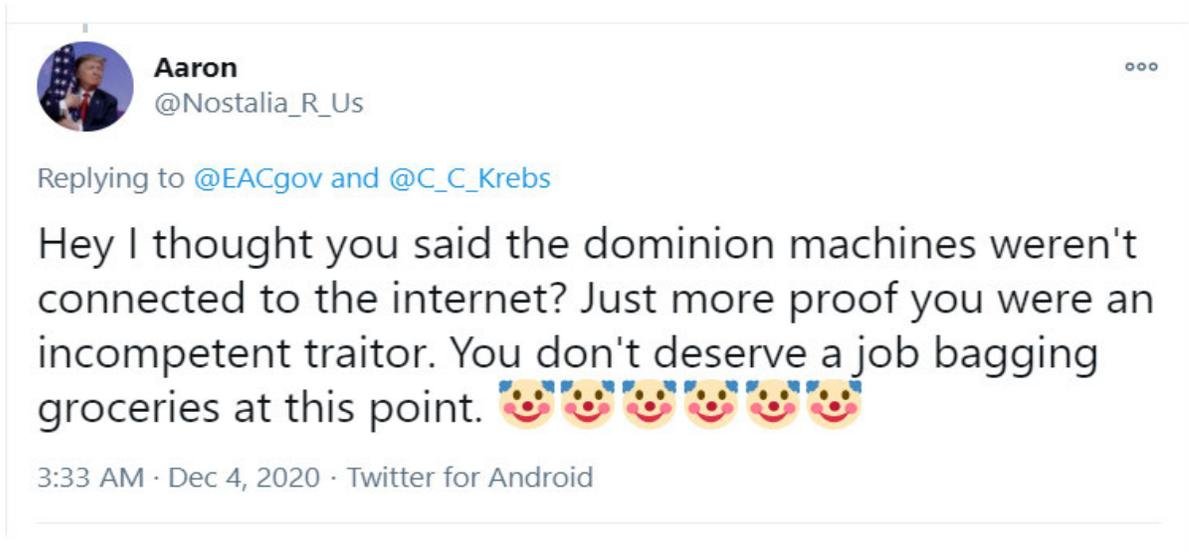 Aaron
@Nostalia_R_Us
Replying to @EACgov and @C_C_Krebs
Hey I thought you said the dominion machines weren't
connected to the internet? Just more proof you were an
incompetent traitor. You don't deserve a job bagging
groceries at this point. 🤡🤡🤡🤡🤡🤡
3:33 AM · Dec 4, 2020 · Twitter for Android